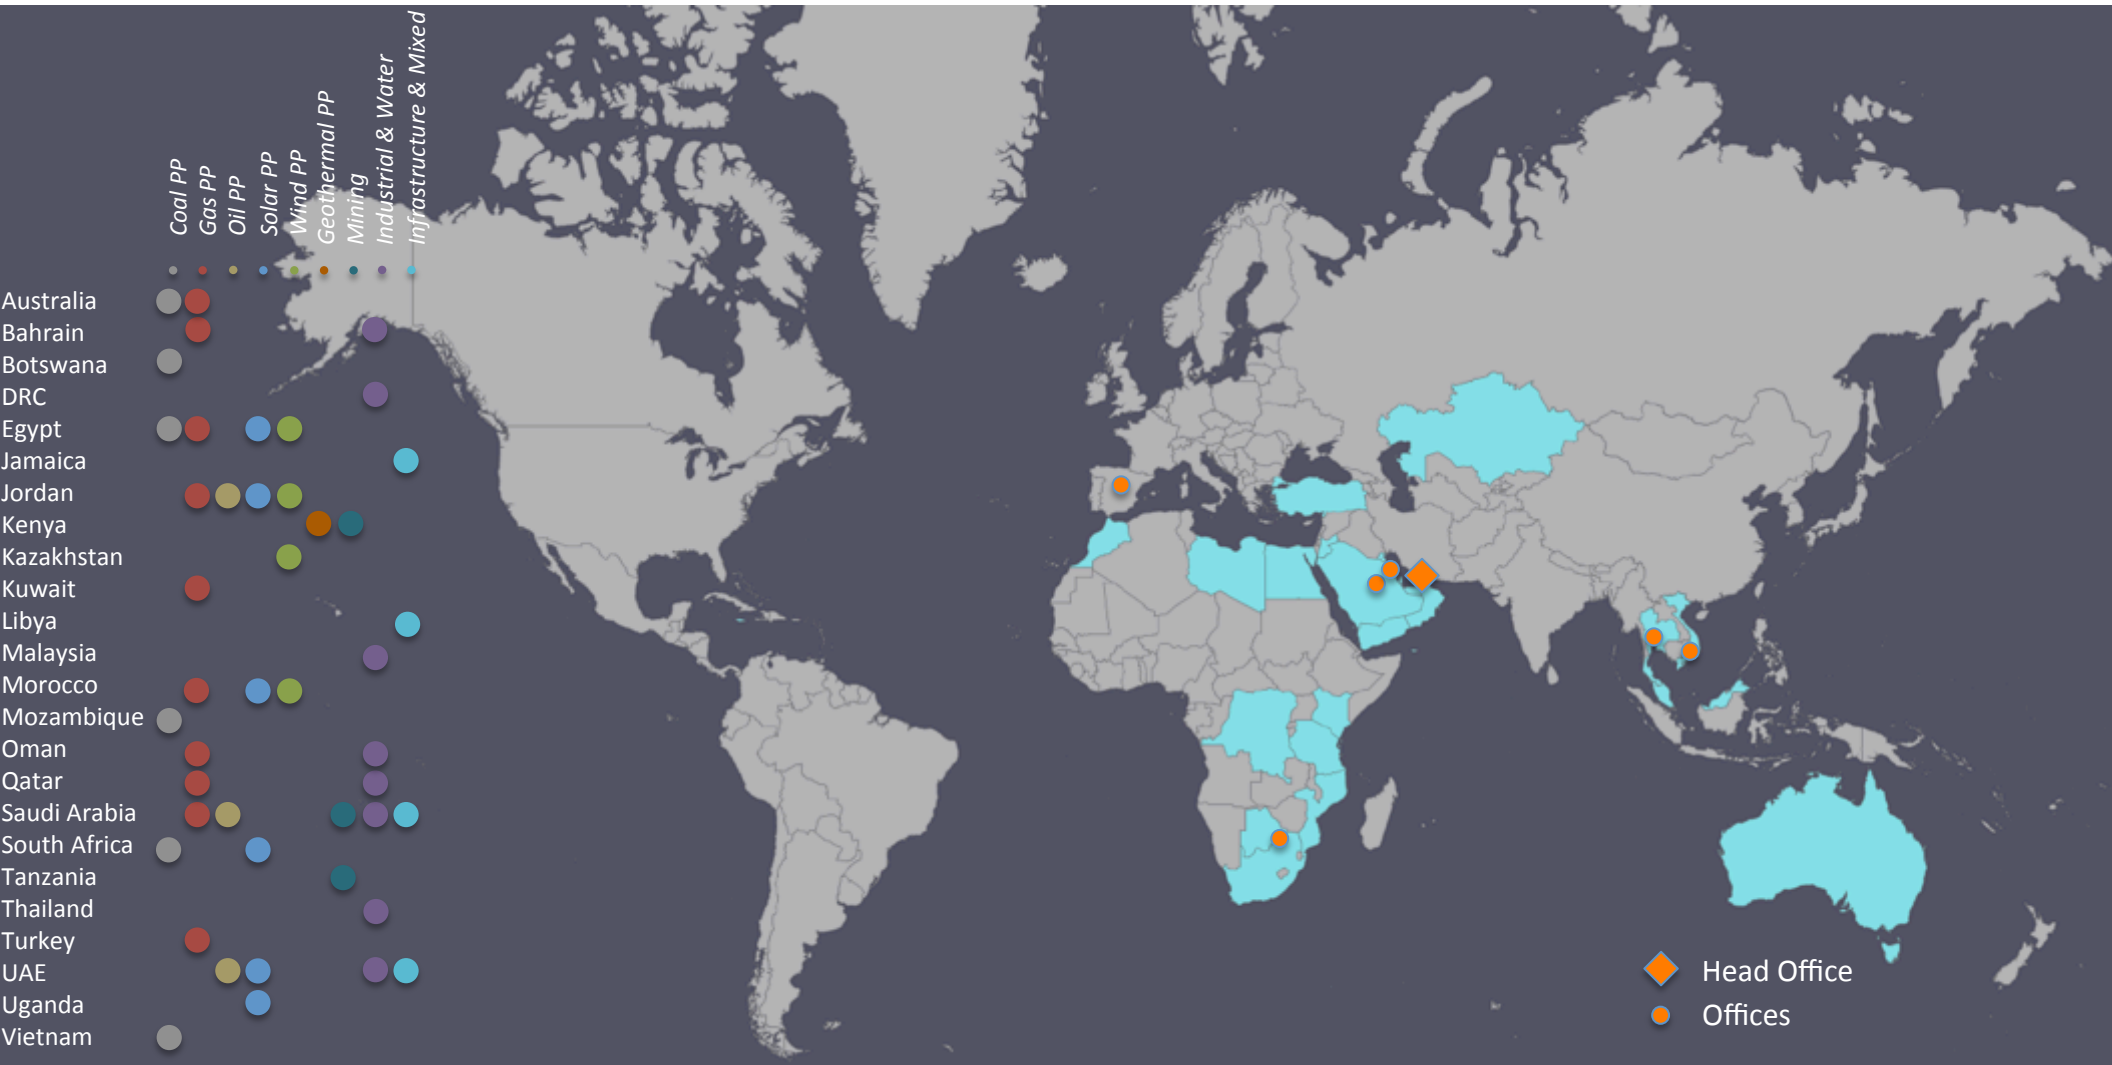 Coal PP
Gas PP
Oil PP
Solar PP
Wind PP
Geothermal PP
Mining
Industrial & Water
Infrastructure & Mixed
Australia
Bahrain
Botswana
DRC
Egypt
Jamaica
Jordan
Kenya
Kazakhstan
Kuwait
Libya
Malaysia
Morocco
Mozambique
Oman
Qatar
Saudi Arabia
South Africa
Tanzania
Thailand
Turkey
UAE
Uganda
Vietnam
Head Office
Offices